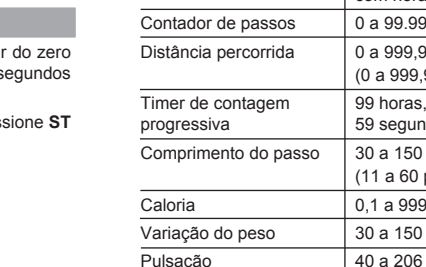 r do zero
segundos
ssione ST
Contador de passos 0 a 99.99
Distância percorrida 0 a 999,9
(0 a 999,9
Timer de contagem 99 horas,
progressiva 59 segun
Comprimento do passo 30 a 150
(11 a 60 p
Caloria 0,1 a 999
Variação do peso 30 a 150
Pulsação 40 a 206